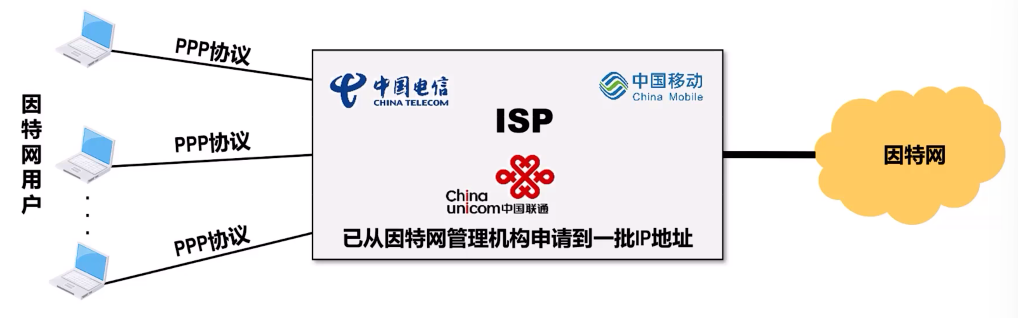 因特网用户
PPP协议
PPP协议
PPP协议
中国电信
CHINA TELECOM
中国移动
China Mobile
ISP
China
unicom中国联通
已从因特网管理机构申请到一批IP地址
因特网